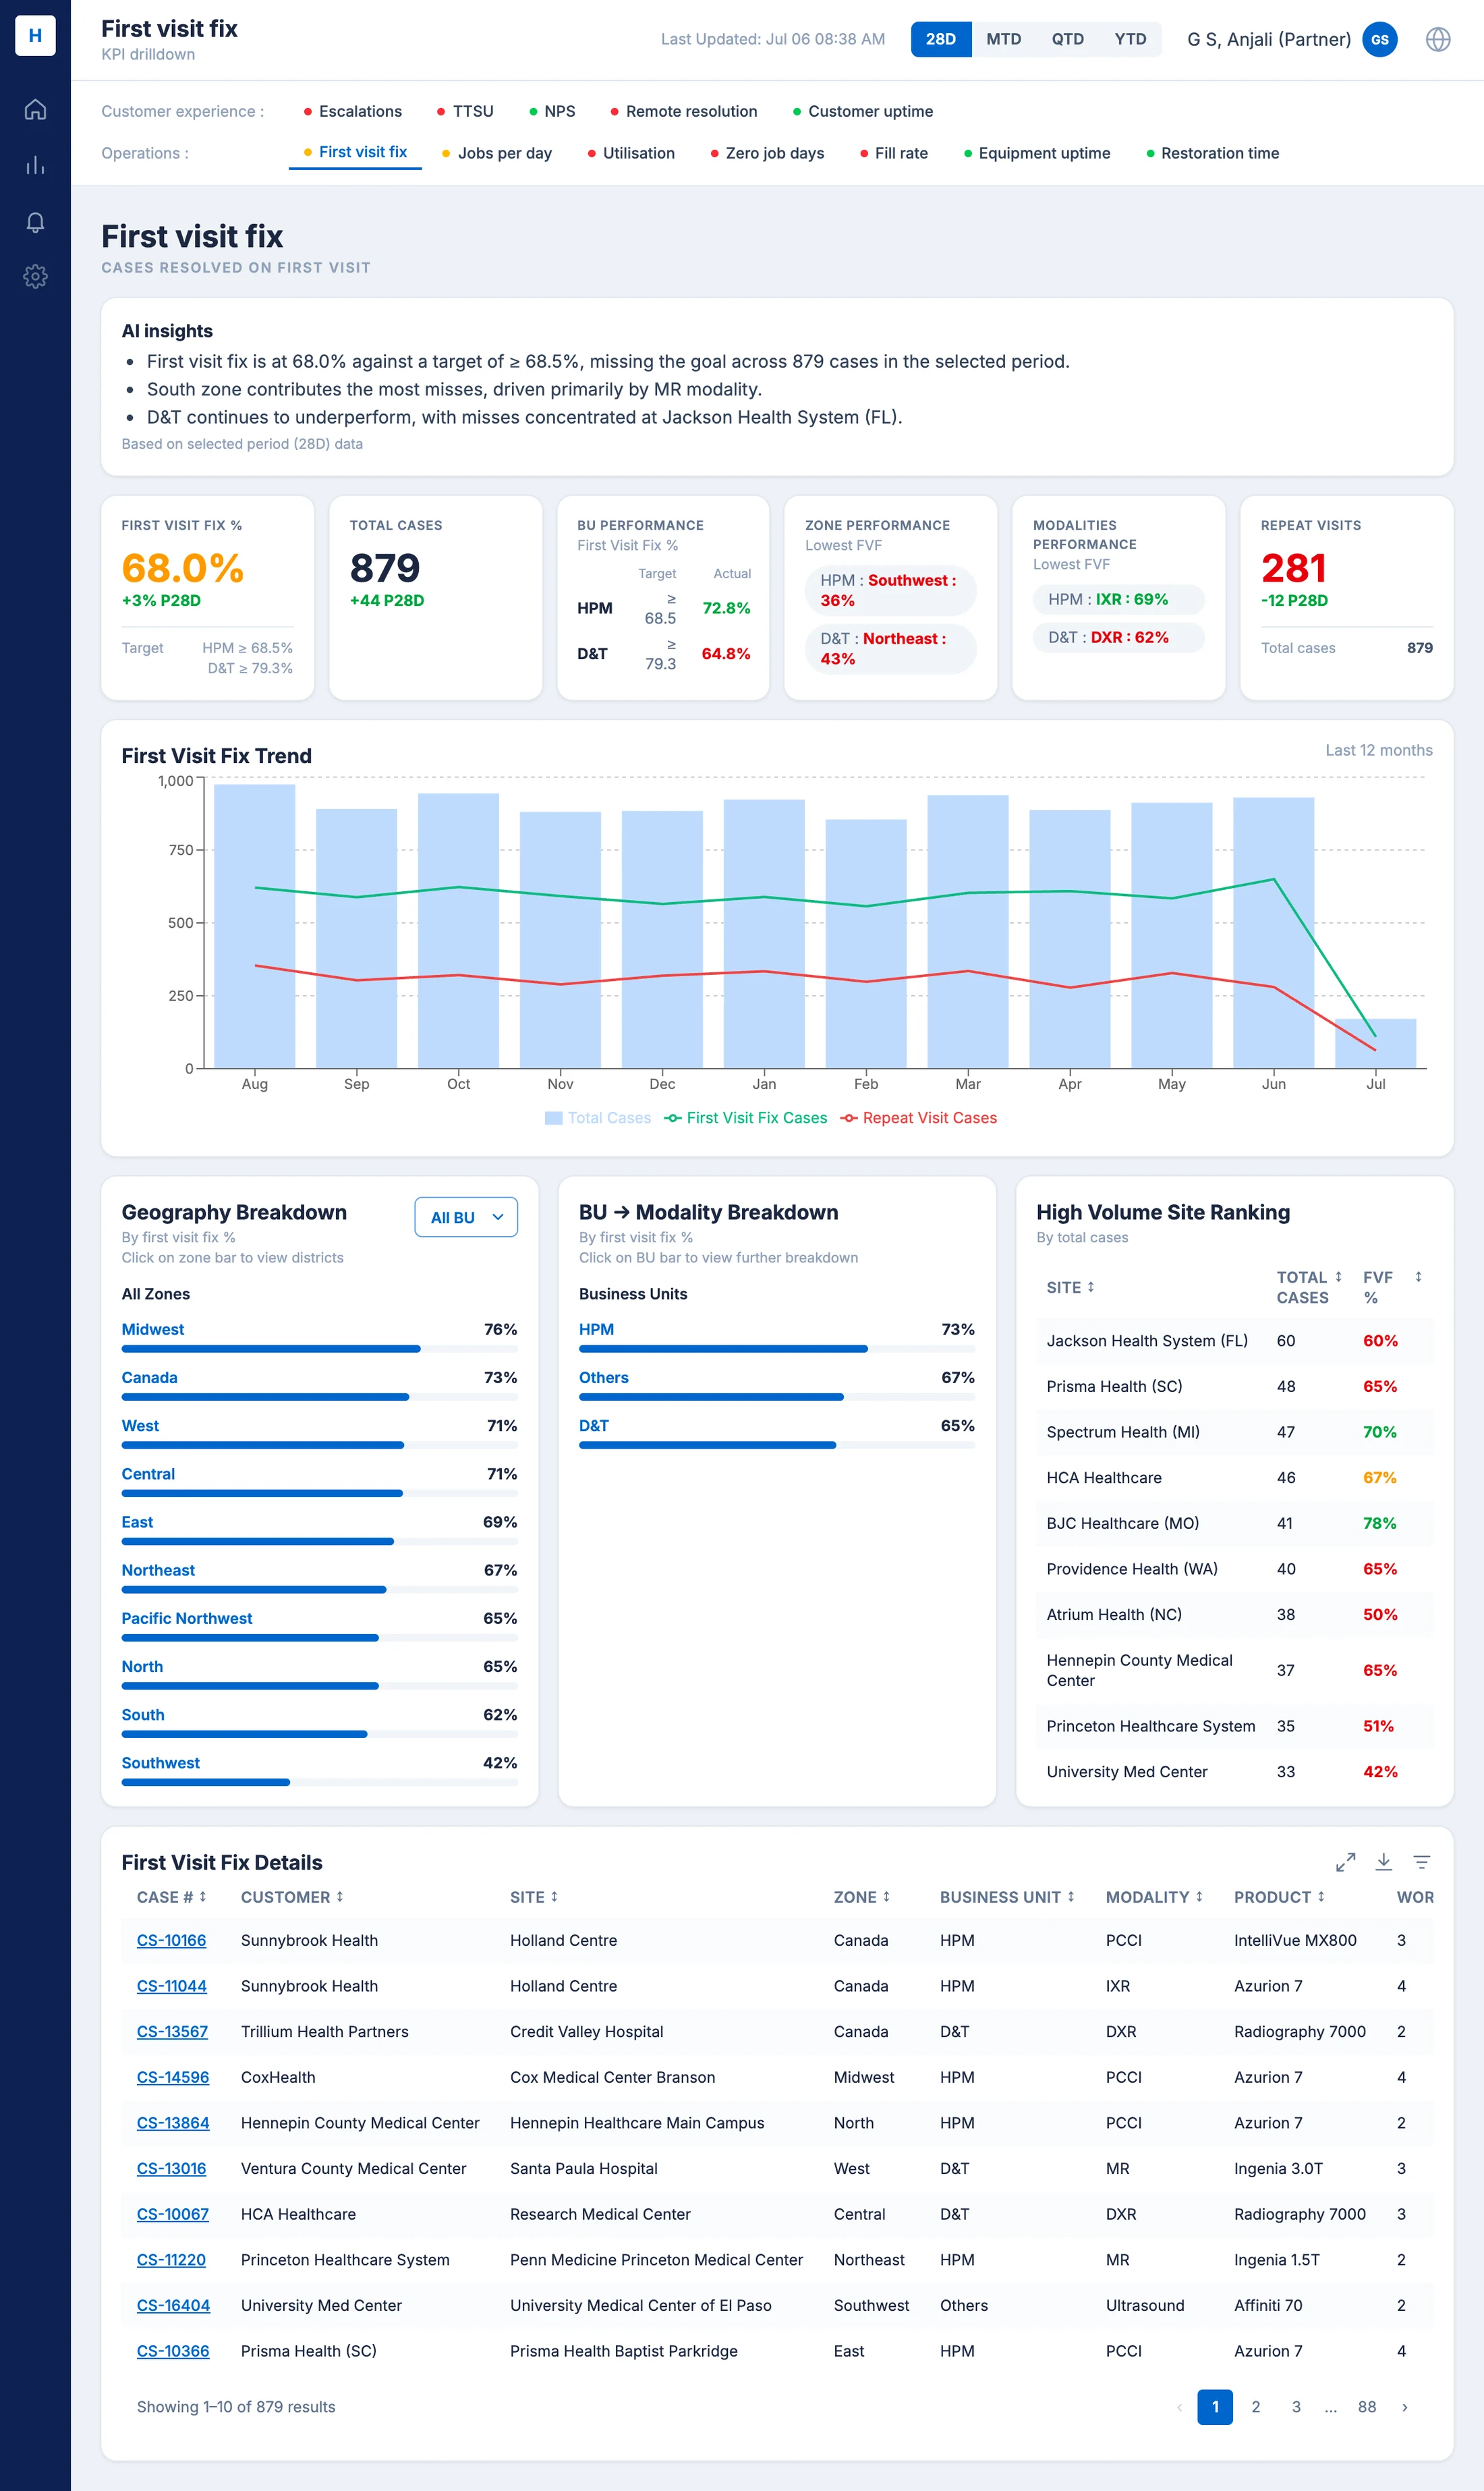 H
First visit fix
KPI drilldown
Last Updated: Jul 06 08:38 AM
28D MTD QTD YTD
G S, Anjali (Partner) GS
Customer experience : Escalations TTSU NPS Remote resolution Customer uptime
Operations : First visit fix Jobs per day Utilisation Zero job days Fill rate Equipment uptime Restoration time
First visit fix
CASES RESOLVED ON FIRST VISIT
AI insights
• First visit fix is at 68.0% against a target of ≥ 68.5%, missing the goal across 879 cases in the selected period.
• South zone contributes the most misses, driven primarily by MR modality.
• D&T continues to underperform, with misses concentrated at Jackson Health System (FL).
Based on selected period (28D) data
FIRST VISIT FIX %
68.0%
+3% P28D
Target HPM ≥ 68.5%
D&T ≥ 79.3%
TOTAL CASES
879
+44 P28D
BU PERFORMANCE
First Visit Fix %
Target Actual
HPM ≥ 68.5 72.8%
D&T ≥ 79.3 64.8%
ZONE PERFORMANCE
Lowest FVF
HPM : Southwest :
36%
D&T : Northeast :
43%
MODALITIES
PERFORMANCE
Lowest FVF
HPM : IXR : 69%
D&T : DXR : 62%
REPEAT VISITS
281
-12 P28D
Total cases 879
First Visit Fix Trend
Last 12 months
1,000
750
500
250
0
Aug Sep Oct Nov Dec Jan Feb Mar Apr May Jun Jul
Total Cases First Visit Fix Cases Repeat Visit Cases
Geography Breakdown
All BU
By first visit fix %
Click on zone bar to view districts
All Zones
Midwest 76%
Canada 73%
West 71%
Central 71%
East 69%
Northeast 67%
Pacific Northwest 65%
North 65%
South 62%
Southwest 42%
BU → Modality Breakdown
By first visit fix %
Click on BU bar to view further breakdown
Business Units
HPM 73%
Others 67%
D&T 65%
High Volume Site Ranking
By total cases
SITE ↕ TOTAL CASES ↕ FVF % ↕
Jackson Health System (FL) 60 60%
Prisma Health (SC) 48 65%
Spectrum Health (MI) 47 70%
HCA Healthcare 46 67%
BJC Healthcare (MO) 41 78%
Providence Health (WA) 40 65%
Atrium Health (NC) 38 50%
Hennepin County Medical Center 37 65%
Princeton Healthcare System 35 51%
University Med Center 33 42%
First Visit Fix Details
CASE # ↕ CUSTOMER ↕ SITE ↕ ZONE ↕ BUSINESS UNIT ↕ MODALITY ↕ PRODUCT ↕ WOR
CS-10166 Sunnybrook Health Holland Centre Canada HPM PCCI IntelliVue MX800 3
CS-11044 Sunnybrook Health Holland Centre Canada HPM IXR Azurion 7 4
CS-13567 Trillium Health Partners Credit Valley Hospital Canada D&T DXR Radiography 7000 2
CS-14596 CoxHealth Cox Medical Center Branson Midwest HPM PCCI Azurion 7 4
CS-13864 Hennepin County Medical Center Hennepin Healthcare Main Campus North HPM PCCI Azurion 7 2
CS-13016 Ventura County Medical Center Santa Paula Hospital West D&T MR Ingenia 3.0T 3
CS-10067 HCA Healthcare Research Medical Center Central D&T DXR Radiography 7000 3
CS-11220 Princeton Healthcare System Penn Medicine Princeton Medical Center Northeast HPM MR Ingenia 1.5T 2
CS-16404 University Med Center University Medical Center of El Paso Southwest Others Ultrasound Affiniti 70 2
CS-10366 Prisma Health (SC) Prisma Health Baptist Parkridge East HPM PCCI Azurion 7 4
Showing 1–10 of 879 results
‹ 1 2 3 ... 88 ›